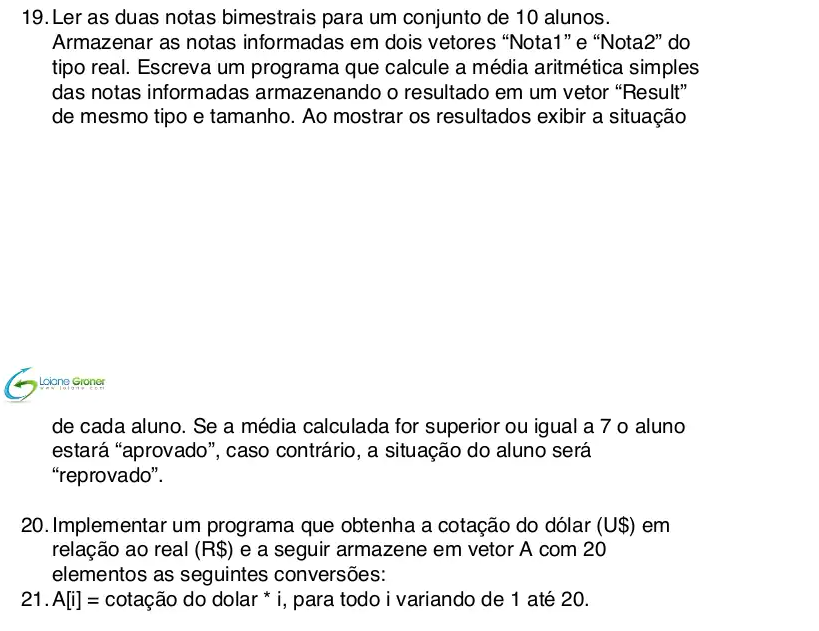 19. Ler as duas notas bimestrais para um conjunto de 10 alunos.
Armazenar as notas informadas em dois vetores “Nota1” e “Nota2” do
tipo real. Escreva um programa que calcule a média aritmética simples
das notas informadas armazenando o resultado em um vetor “Result”
de mesmo tipo e tamanho. Ao mostrar os resultados exibir a situação
Loiane Groner
www.loiane.com
de cada aluno. Se a média calculada for superior ou igual a 7 o aluno
estará “aprovado”, caso contrário, a situação do aluno será
“reprovado”.
20. Implementar um programa que obtenha a cotação do dólar (U$) em
relação ao real (R$) e a seguir armazene em vetor A com 20
elementos as seguintes conversões:
21. A[i] = cotação do dolar * i, para todo i variando de 1 até 20.